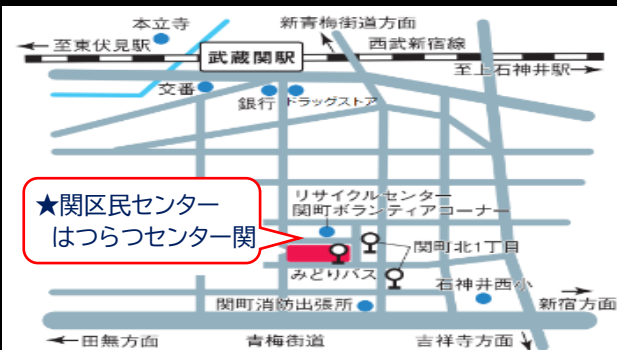 本立寺
新青梅街道方面
←至東伏見駅
武蔵関駅
西武新宿線
至上石神井駅→
交番
銀行
ドラッグストア
★関区民センター
はつらつセンター関
リサイクルセンター
関町ボランティアコーナー
関町北1丁目
みどりバス
石神井西小
関町消防出張所
新宿方面
←田無方面
青梅街道
吉祥寺方面